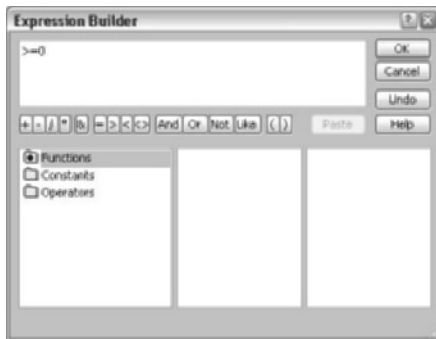 Expression Builder
>=0
OK
Cancel
Undo
+ - / * & = > < <> And Or Not Like ( ) Paste Help
Functions
Constants
Operators